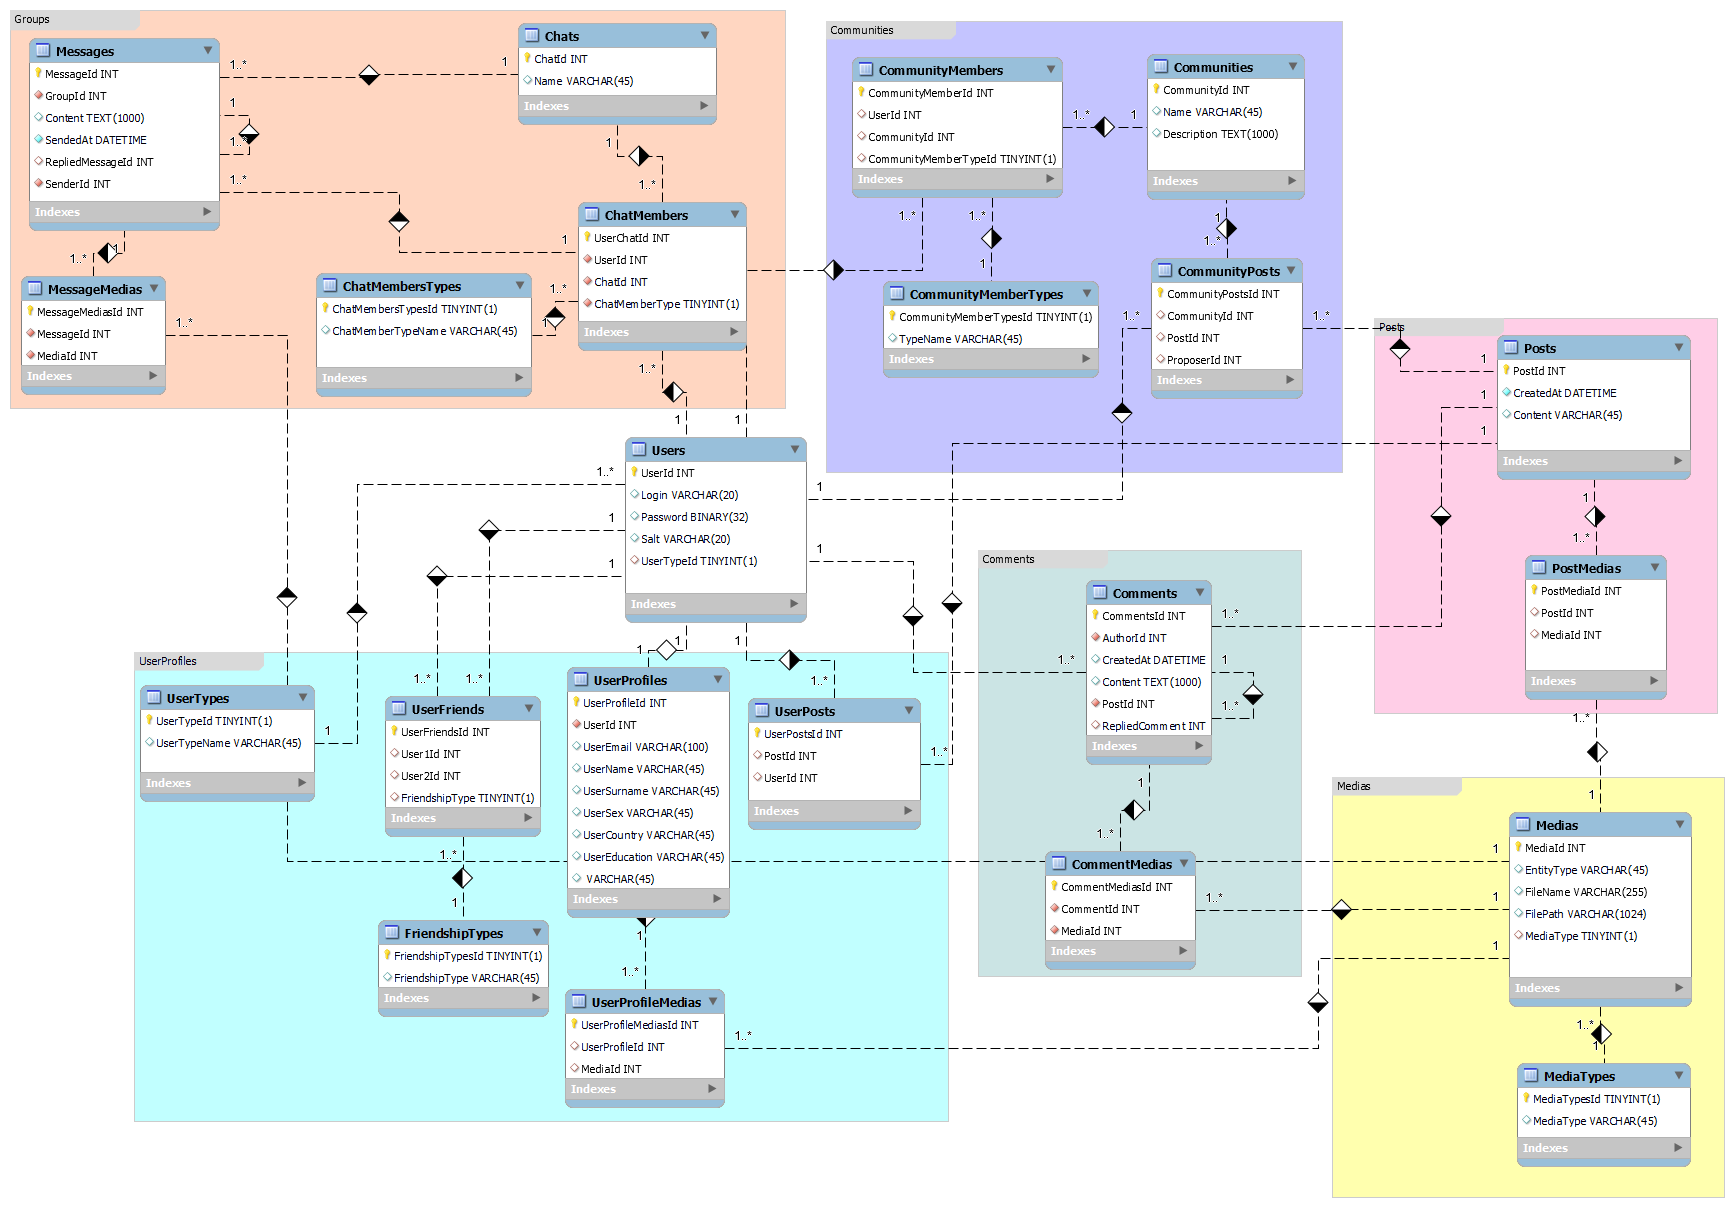 Groups
Messages
MessageId INT
GroupId INT
Content TEXT(1000)
SendedAt DATETIME
RepliedMessageId INT
SenderId INT
Indexes
1..*
1
1
1..*
1..*
1
Chats
ChatId INT
Name VARCHAR(45)
Indexes
1
1..*
ChatMembers
UserChatId INT
UserId INT
ChatId INT
ChatMemberType TINYINT(1)
Indexes
1..*
1
1..*
1
ChatMembersTypes
ChatMembersTypesId TINYINT(1)
ChatMemberTypeName VARCHAR(45)
Indexes
1
1..*
MessageMedias
MessageMediasId INT
MessageId INT
MediaId INT
Indexes
1..*
Communities
CommunityMembers
CommunityMemberId INT
UserId INT
CommunityId INT
CommunityMemberTypeId TINYINT(1)
Indexes
1..*
1
1..*
1..*
1
Communities
CommunityId INT
Name VARCHAR(45)
Description TEXT(1000)
Indexes
1
1..*
CommunityMemberTypes
CommunityMemberTypesId TINYINT(1)
TypeName VARCHAR(45)
Indexes
CommunityPosts
CommunityPostsId INT
CommunityId INT
PostId INT
ProposerId INT
Indexes
1..*
1..*
Posts
Posts
PostId INT
CreatedAt DATETIME
Content VARCHAR(45)
Indexes
1
1
1
1
1..*
PostMedias
PostMediaId INT
PostId INT
MediaId INT
Indexes
1..*
1
1
1
Users
UserId INT
Login VARCHAR(20)
Password BINARY(32)
Salt VARCHAR(20)
UserTypeId TINYINT(1)
Indexes
1..*
1
1
1
1
1
1
1
1..*
1..*
1..*
Comments
Comments
CommentsId INT
AuthorId INT
CreatedAt DATETIME
Content TEXT(1000)
PostId INT
RepliedComment INT
Indexes
1..*
1..*
1
1..*
1
1..*
CommentMedias
CommentMediasId INT
CommentId INT
MediaId INT
Indexes
1..*
UserProfiles
UserTypes
UserTypeId TINYINT(1)
UserTypeName VARCHAR(45)
Indexes
1
UserFriends
UserFriendsId INT
User1Id INT
User2Id INT
FriendshipType TINYINT(1)
Indexes
1..*
1
UserProfiles
UserProfileId INT
UserId INT
UserEmail VARCHAR(100)
UserName VARCHAR(45)
UserSurname VARCHAR(45)
UserSex VARCHAR(45)
UserCountry VARCHAR(45)
UserEducation VARCHAR(45)
VARCHAR(45)
Indexes
1
1..*
UserPosts
UserPostsId INT
PostId INT
UserId INT
Indexes
1..*
FriendshipTypes
FriendshipTypesId TINYINT(1)
FriendshipType VARCHAR(45)
Indexes
UserProfileMedias
UserProfileMediasId INT
UserProfileId INT
MediaId INT
Indexes
1..*
Medias
Medias
MediaId INT
EntityType VARCHAR(45)
FileName VARCHAR(255)
FilePath VARCHAR(1024)
MediaType TINYINT(1)
Indexes
1
1
1
1..*
1
MediaTypes
MediaTypesId TINYINT(1)
MediaType VARCHAR(45)
Indexes